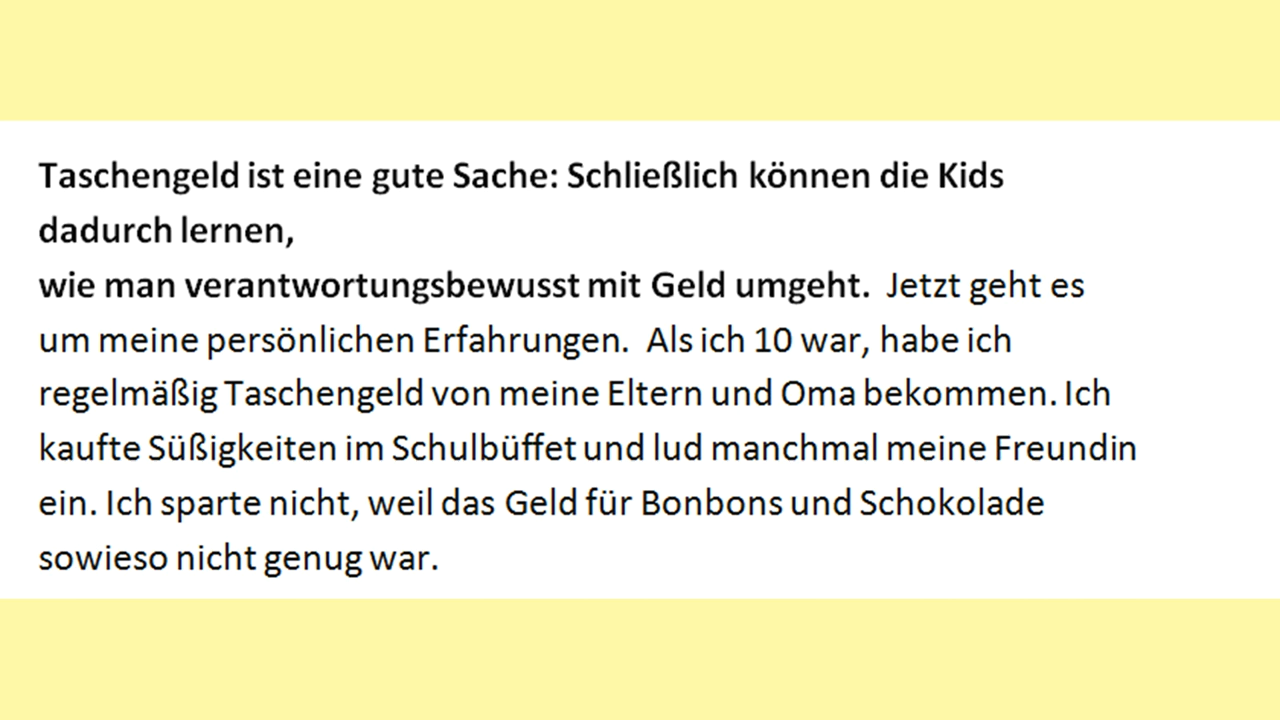 Taschengeld ist eine gute Sache: Schließlich können die Kids
dadurch lernen,
wie man verantwortungsbewusst mit Geld umgeht. Jetzt geht es
um meine persönlichen Erfahrungen. Als ich 10 war, habe ich
regelmäßig Taschengeld von meine Eltern und Oma bekommen. Ich
kaufte Süßigkeiten im Schulbüffet und lud manchmal meine Freundin
ein. Ich sparte nicht, weil das Geld für Bonbons und Schokolade
sowieso nicht genug war.